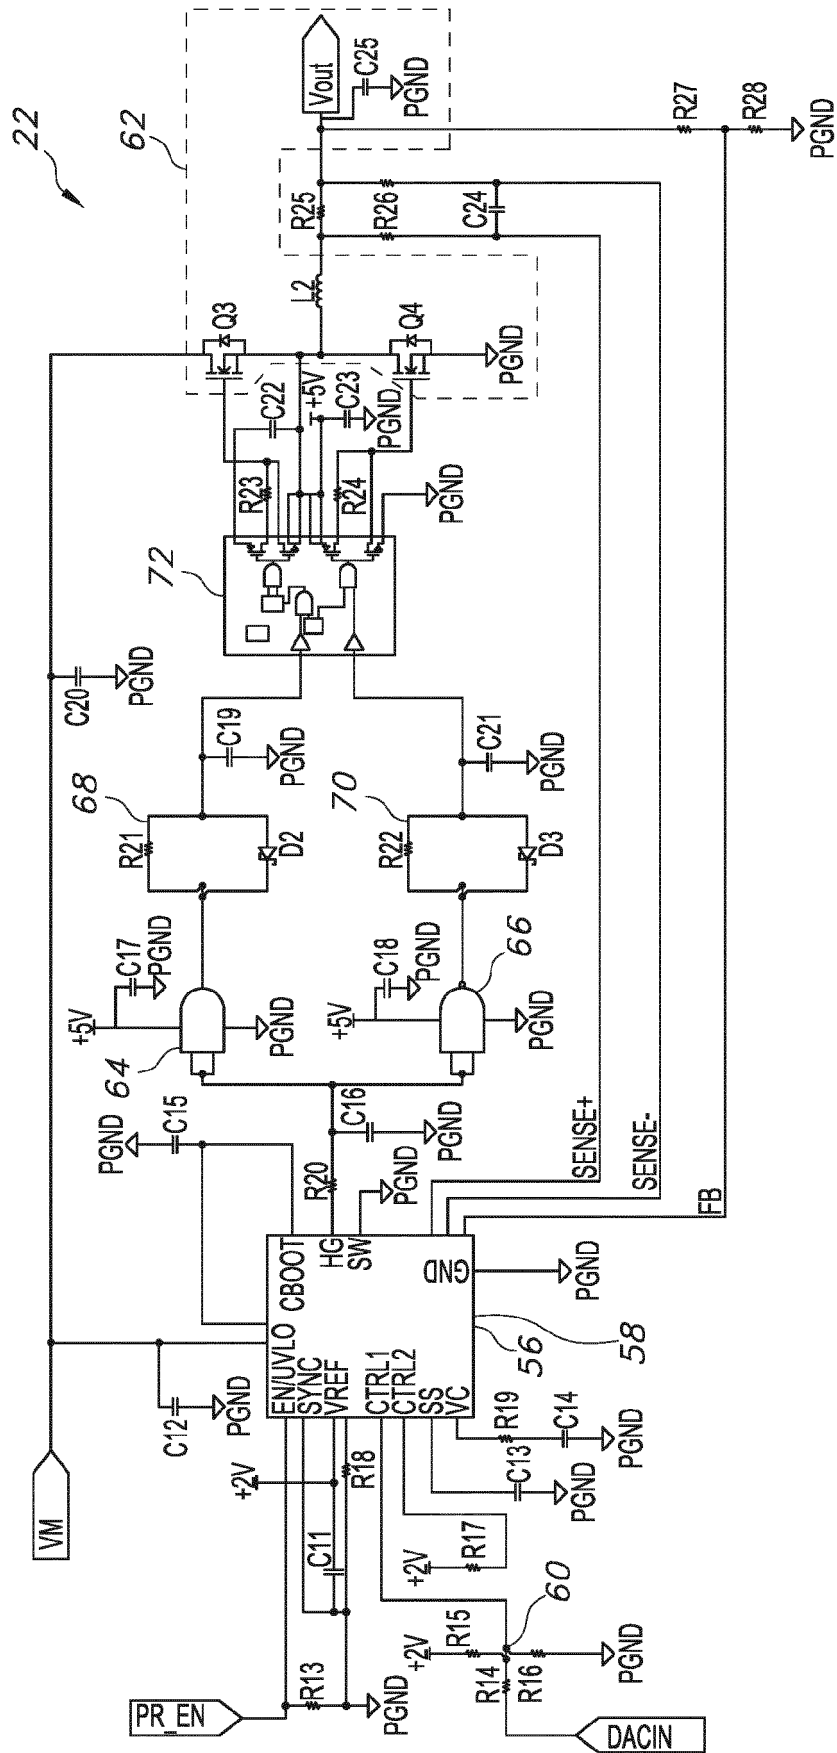 22
62
Vout
C25
PGND
R27
R28
PGND
R25
R26
C24
L2
Q3
Q4
PGND
C22
+5V
C23
PGND
R23
R24
PGND
72
C20
PGND
68
R21
D2
C19
PGND
70
R22
D3
C21
PGND
+5V
C17
PGND
64
PGND
+5V
C18
PGND
66
PGND
PGND
C15
R20
C16
PGND
PGND
SENSE+
SENSE-
FB
CBOOT
HG
SW
GND
PGND
EN/UVLO
SYNC
VREF
CTRL1
CTRL2
SS
VC
56
58
VM
C12
PGND
+2V
C11
R18
R19
C14
PGND
C13
PGND
+2V
R17
60
+2V
R15
R14
R16
PGND
PR_EN
R13
PGND
DACIN